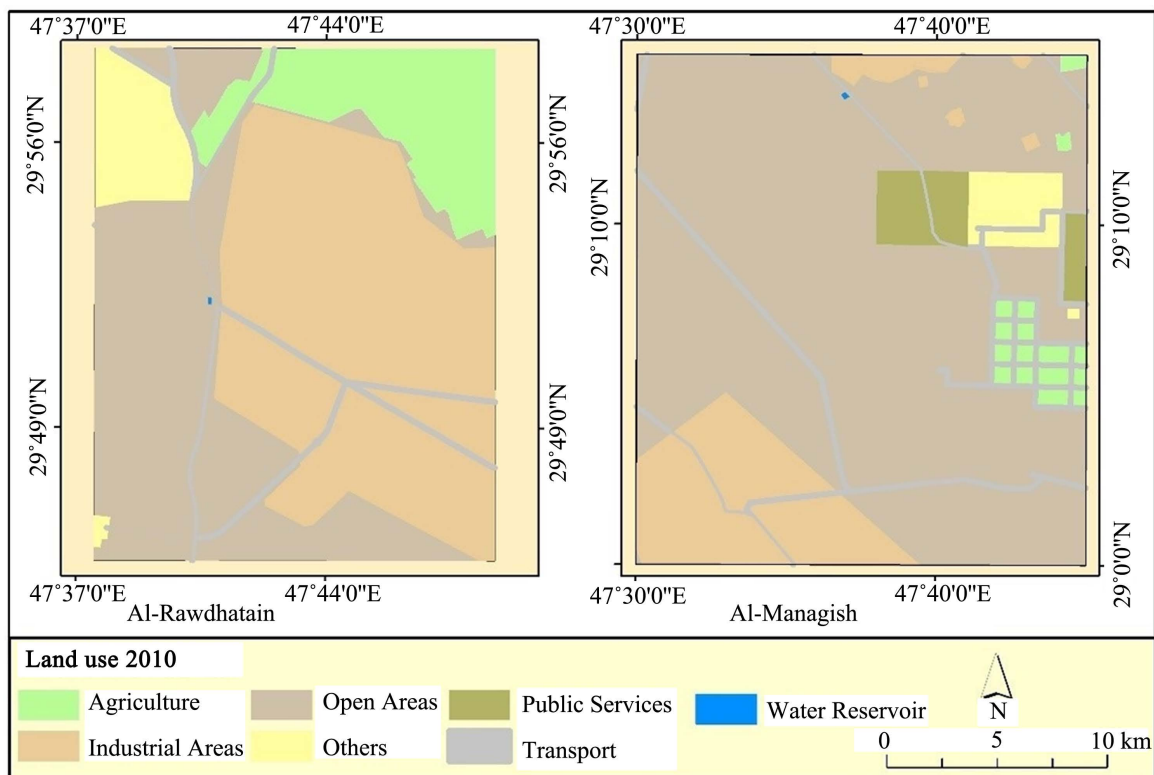 47°37'0"E 47°44'0"E 47°30'0"E 47°40'0"E
29°56'0"N 29°56'0"N
29°10'0"N 29°10'0"N
29°49'0"N 29°49'0"N
29°0'0"N
47°37'0"E 47°44'0"E 47°30'0"E 47°40'0"E
Al-Rawdhatain Al-Managish
Land use 2010
Agriculture Open Areas Public Services Water Reservoir
Industrial Areas Others Transport
N
0 5 10 km